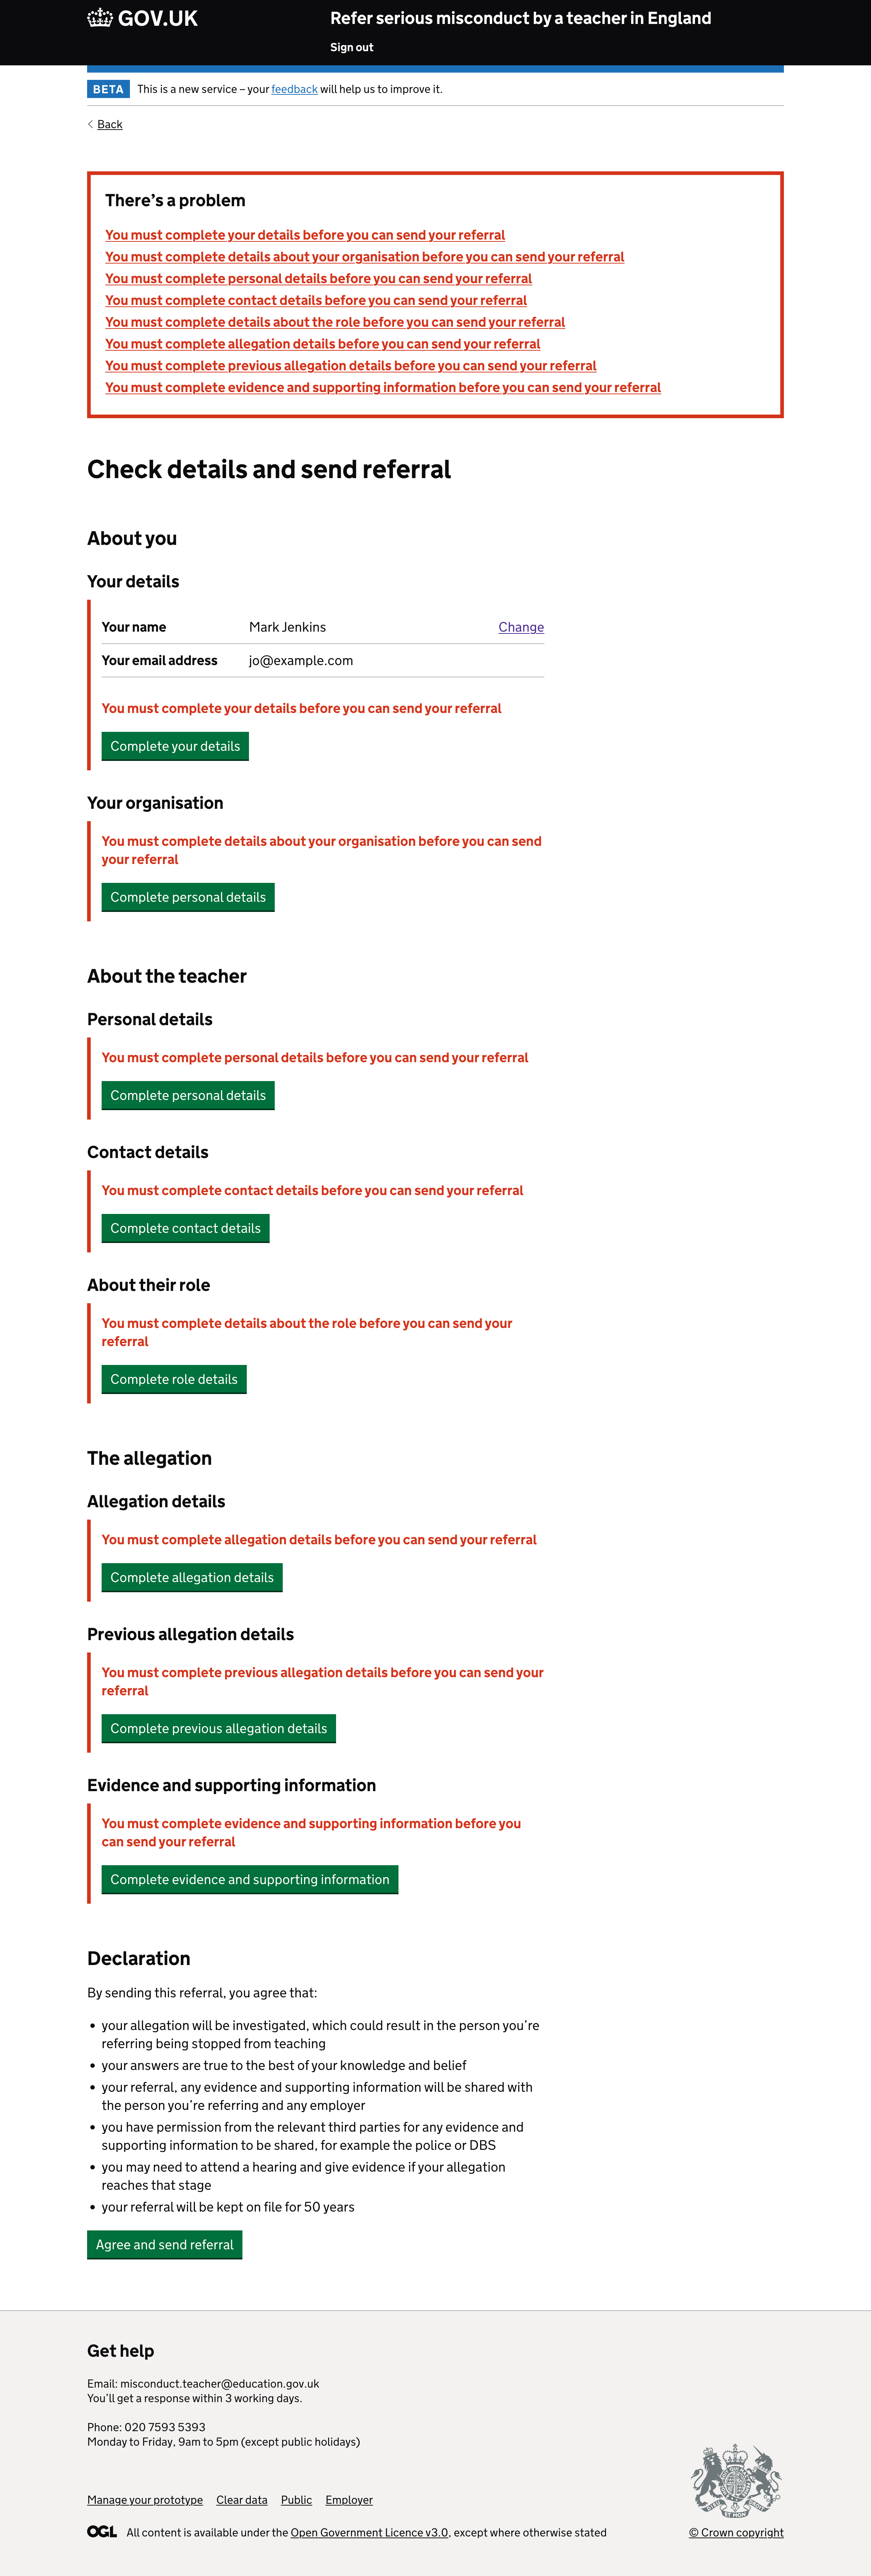 GOV.UK
Refer serious misconduct by a teacher in England
Sign out
BETA This is a new service – your feedback will help us to improve it.
Back
There’s a problem
You must complete your details before you can send your referral
You must complete details about your organisation before you can send your referral
You must complete personal details before you can send your referral
You must complete contact details before you can send your referral
You must complete details about the role before you can send your referral
You must complete allegation details before you can send your referral
You must complete previous allegation details before you can send your referral
You must complete evidence and supporting information before you can send your referral
Check details and send referral
About you
Your details
Your name Mark Jenkins Change
Your email address jo@example.com
You must complete your details before you can send your referral
Complete your details
Your organisation
You must complete details about your organisation before you can send
your referral
Complete personal details
About the teacher
Personal details
You must complete personal details before you can send your referral
Complete personal details
Contact details
You must complete contact details before you can send your referral
Complete contact details
About their role
You must complete details about the role before you can send your
referral
Complete role details
The allegation
Allegation details
You must complete allegation details before you can send your referral
Complete allegation details
Previous allegation details
You must complete previous allegation details before you can send your
referral
Complete previous allegation details
Evidence and supporting information
You must complete evidence and supporting information before you
can send your referral
Complete evidence and supporting information
Declaration
By sending this referral, you agree that:
• your allegation will be investigated, which could result in the person you’re
referring being stopped from teaching
• your answers are true to the best of your knowledge and belief
• your referral, any evidence and supporting information will be shared with
the person you’re referring and any employer
• you have permission from the relevant third parties for any evidence and
supporting information to be shared, for example the police or DBS
• you may need to attend a hearing and give evidence if your allegation
reaches that stage
• your referral will be kept on file for 50 years
Agree and send referral
Get help
Email: misconduct.teacher@education.gov.uk
You’ll get a response within 3 working days.
Phone: 020 7593 5393
Monday to Friday, 9am to 5pm (except public holidays)
Manage your prototype Clear data Public Employer
OGL All content is available under the Open Government Licence v3.0, except where otherwise stated
© Crown copyright